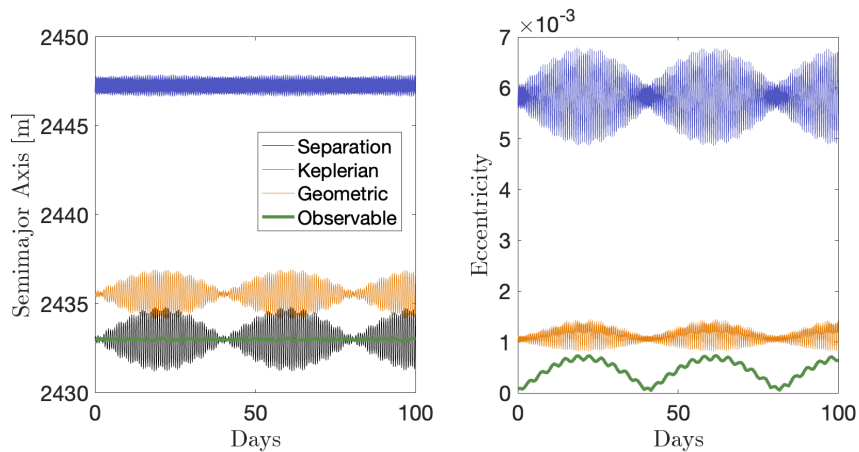 2450
2445
2440
2435
2430
Semimajor Axis [m]
Separation
Keplerian
Geometric
Observable
0
50
100
Days
×10⁻³
7
6
5
4
3
2
1
0
Eccentricity
0
50
100
Days